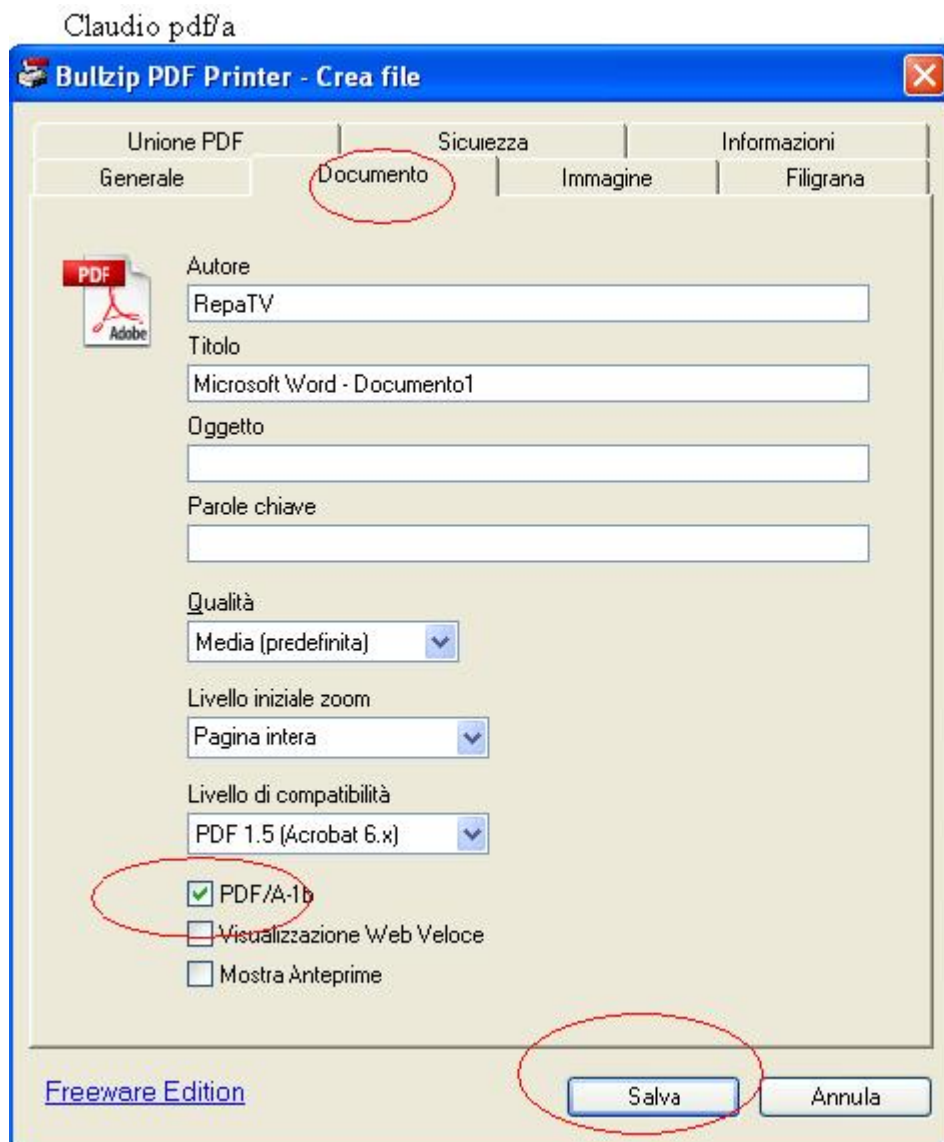 Claudio pdf/a
Bullzip PDF Printer - Crea file
Unione PDF Sicurezza Informazioni
Generale Documento Immagine Filigrana
PDF
Adobe
Autore
RepaTV
Titolo
Microsoft Word - Documento1
Oggetto
Parole chiave
Qualità
Media (predefinita)
Livello iniziale zoom
Pagina intera
Livello di compatibilità
PDF 1.5 (Acrobat 6.x)
PDF/A-1b
Visualizzazione Web Veloce
Mostra Anteprime
Freeware Edition Salva Annulla